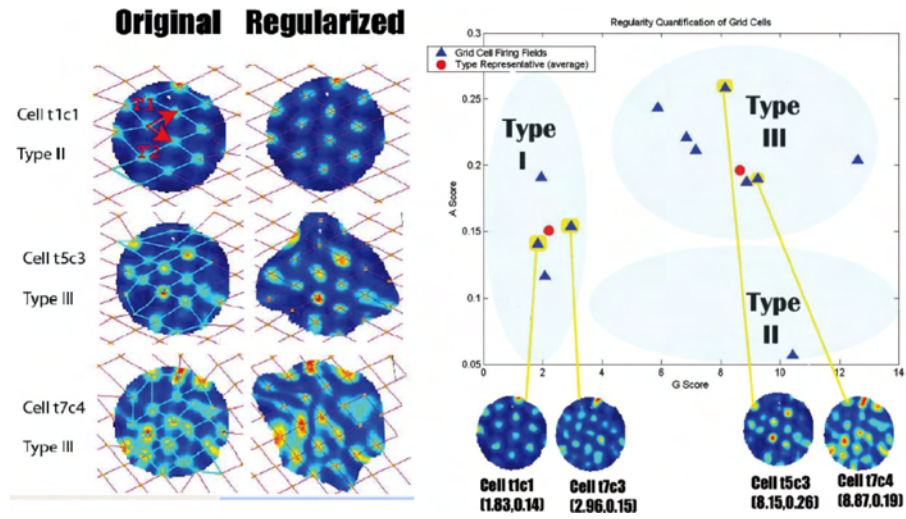 Original Regularized
Cell t1c1
Type II
T1
T2
Cell t5c3
Type III
Cell t7c4
Type III
Regularity Quantification of Grid Cells
Grid Cell Firing Fields
Type Representative (average)
Type
I
Type
III
Type
II
A Score
0.3
0.25
0.2
0.15
0.1
0.05
0 2 4 6 8 10 12 14
G Score
Cell t1c1
(1.83,0.14)
Cell t7c3
(2.96,0.15)
Cell t5c3
(8.15,0.26)
Cell t7c4
(8.87,0.19)